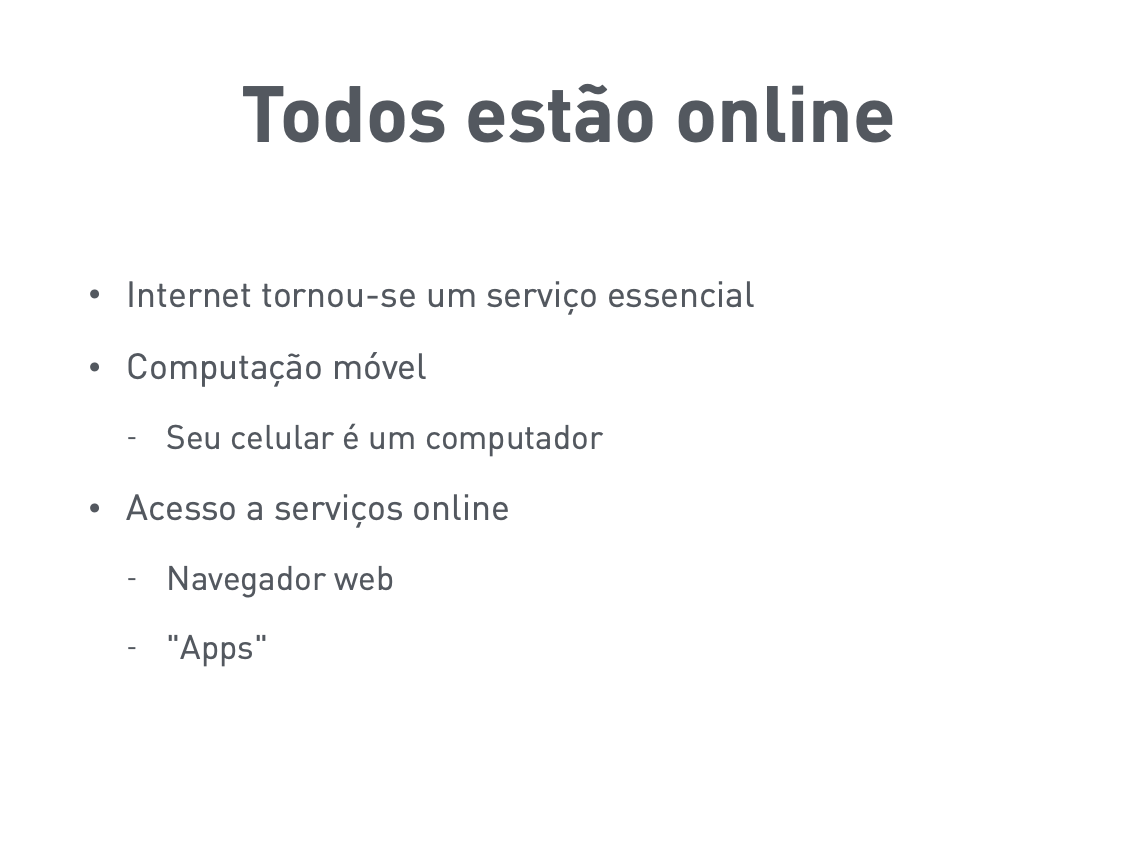 Todos estão online
• Internet tornou-se um serviço essencial
• Computação móvel
- Seu celular é um computador
• Acesso a serviços online
- Navegador web
- "Apps"